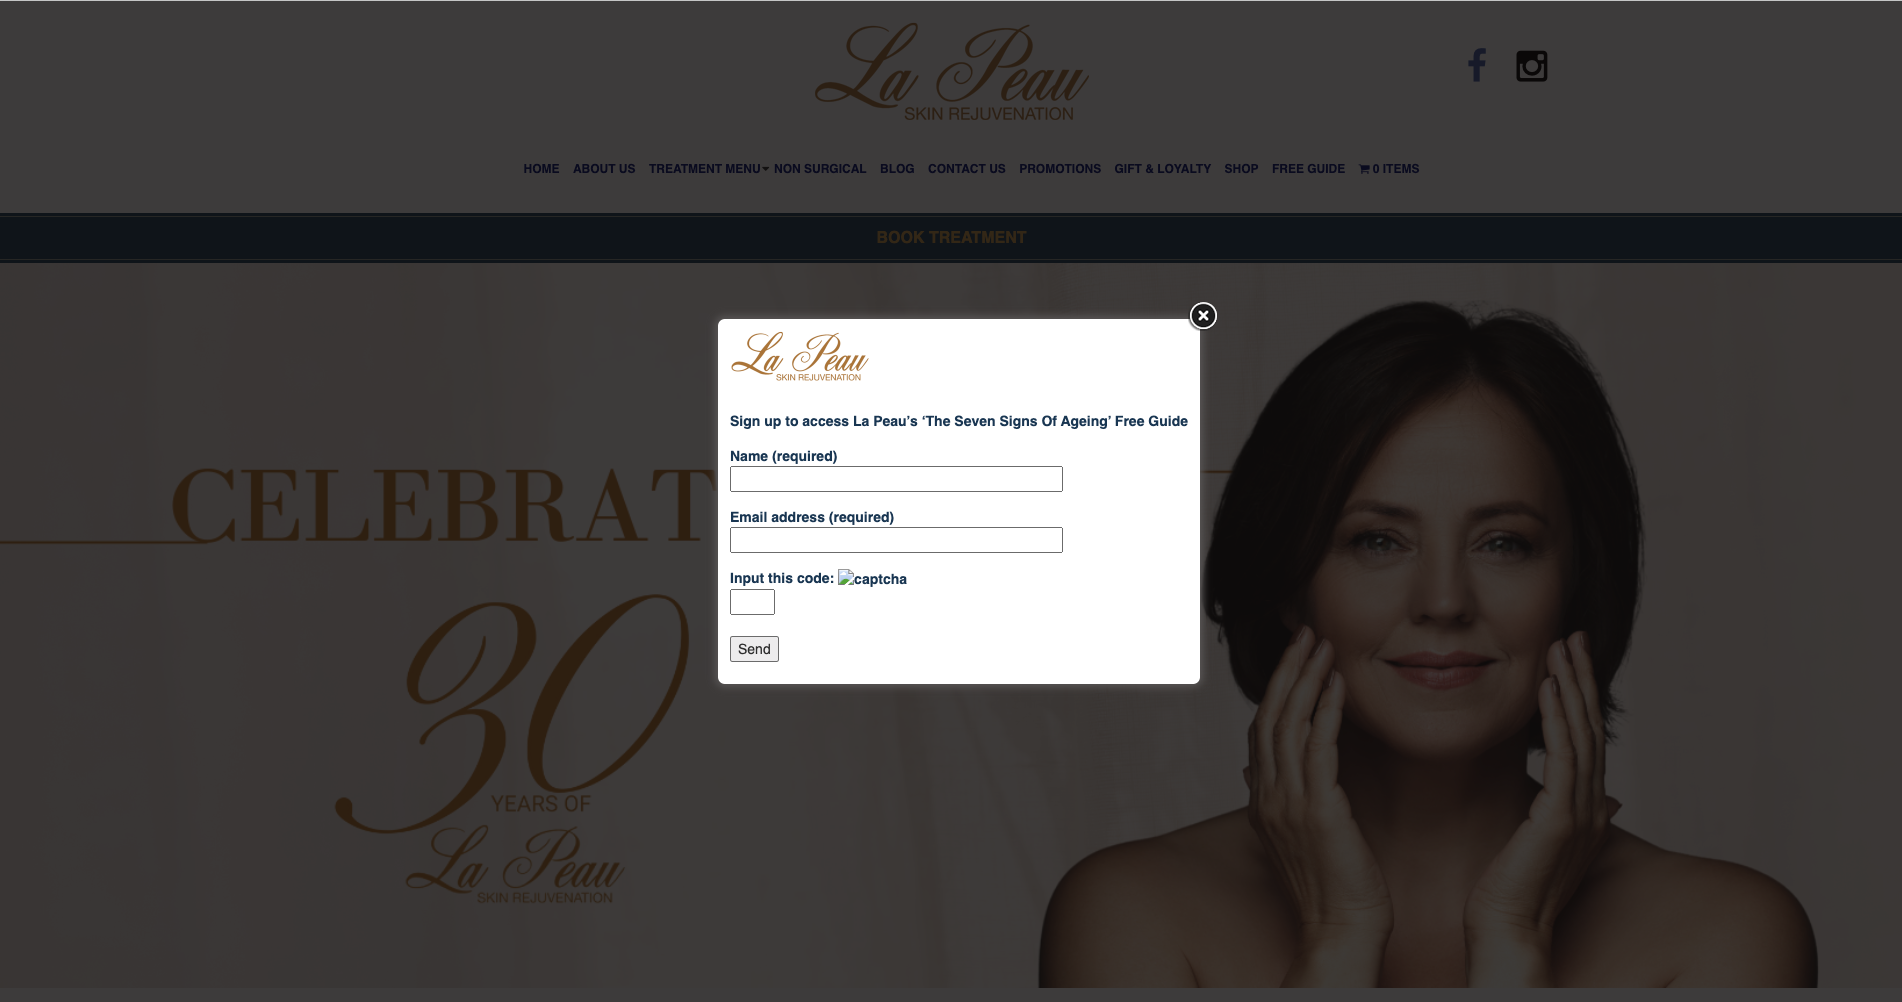 La Peau
SKIN REJUVENATION
HOME ABOUT US TREATMENT MENU NON SURGICAL BLOG CONTACT US PROMOTIONS GIFT & LOYALTY SHOP FREE GUIDE 0 ITEMS
BOOK TREATMENT
La Peau
SKIN REJUVENATION
Sign up to access La Peau’s ‘The Seven Signs Of Ageing’ Free Guide
Name (required)
Email address (required)
Input this code: captcha
Send
CELEBRAT
30
YEARS OF
La Peau
SKIN REJUVENATION